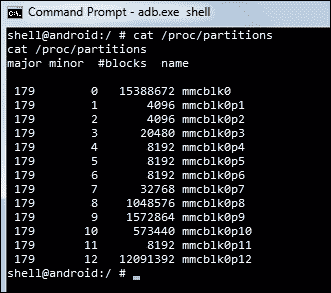 Command Prompt - adb.exe shell
shell@android:/ # cat /proc/partitions
cat /proc/partitions
major minor #blocks name
179 0 15388672 mmcblk0
179 1 4096 mmcblk0p1
179 2 4096 mmcblk0p2
179 3 20480 mmcblk0p3
179 4 8192 mmcblk0p4
179 5 8192 mmcblk0p5
179 6 8192 mmcblk0p6
179 7 32768 mmcblk0p7
179 8 1048576 mmcblk0p8
179 9 1572864 mmcblk0p9
179 10 573440 mmcblk0p10
179 11 8192 mmcblk0p11
179 12 12091392 mmcblk0p12
shell@android:/ #